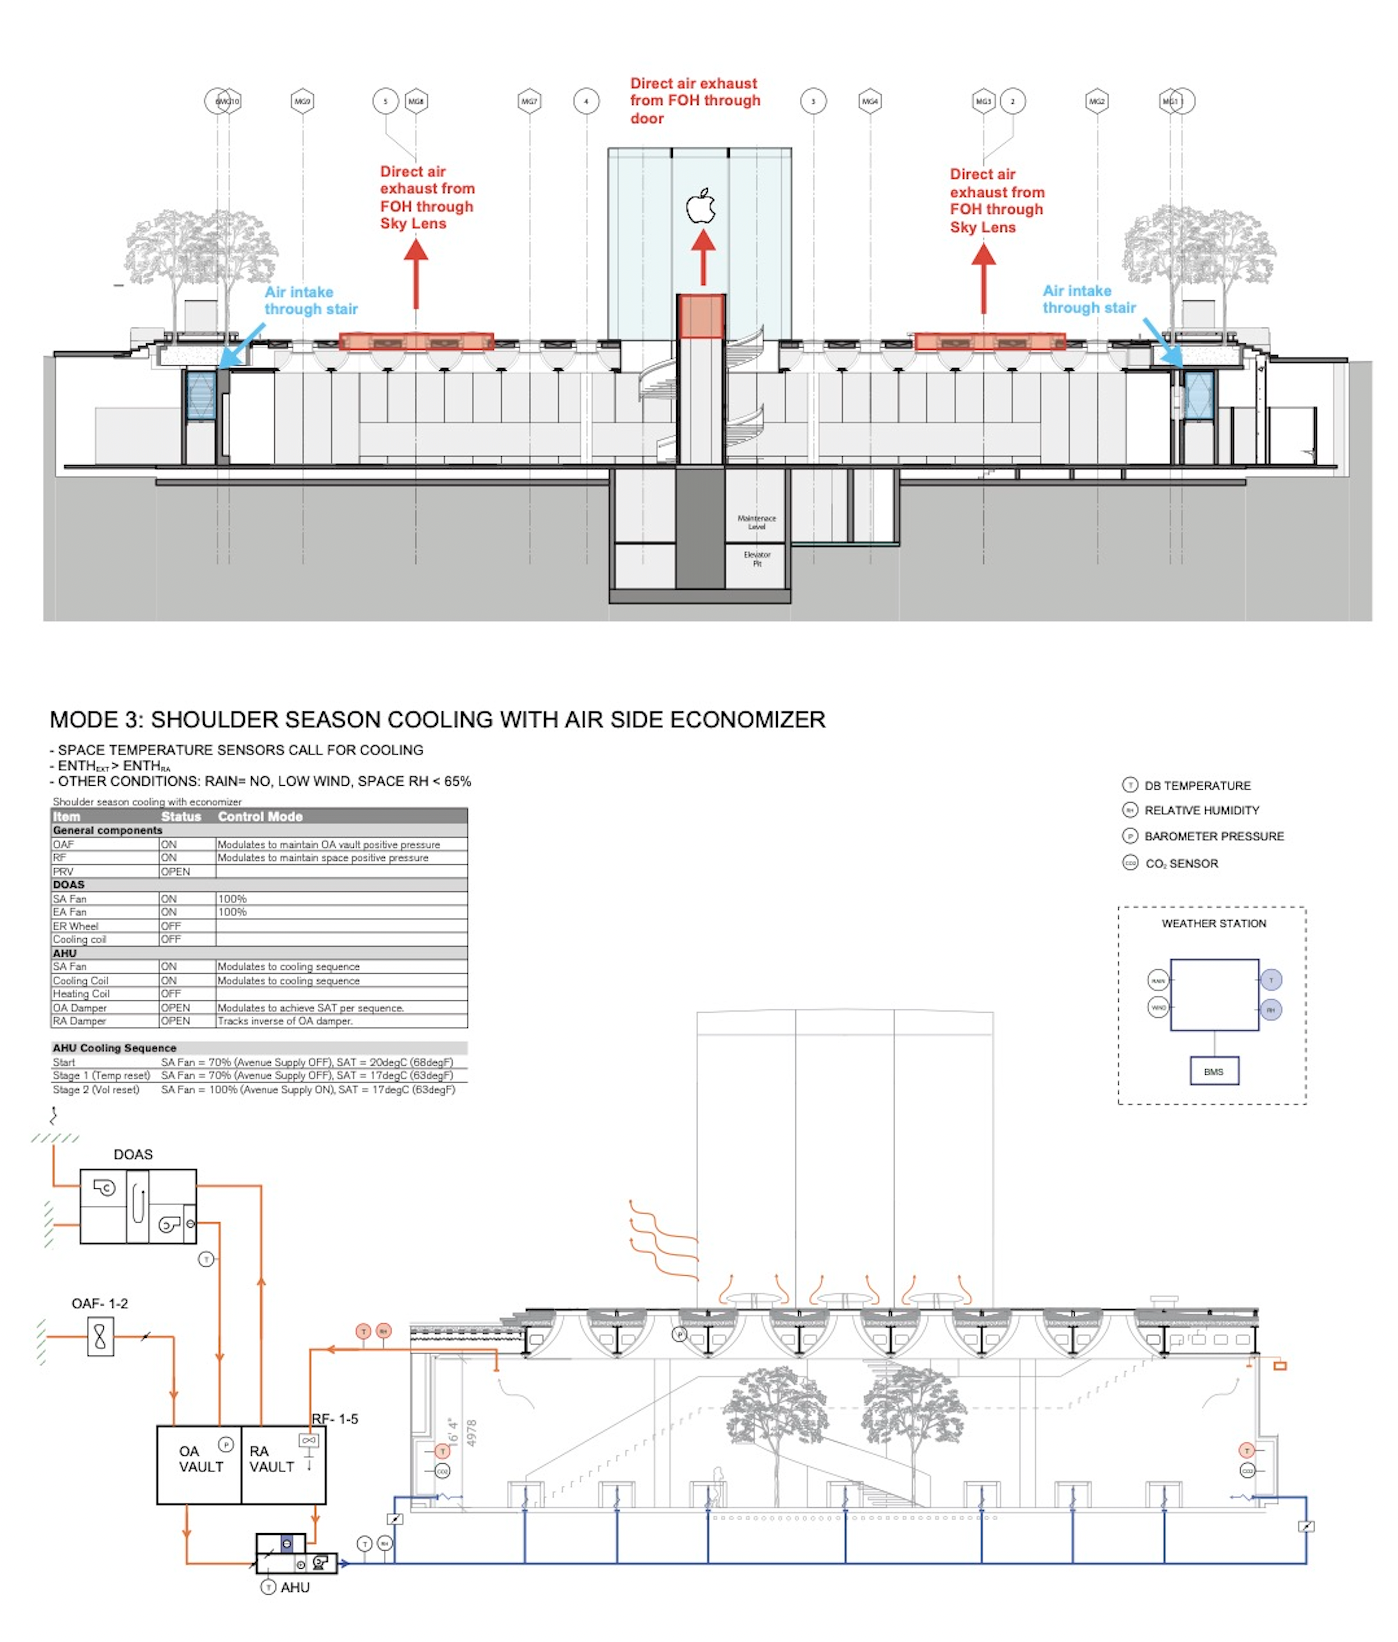 Direct air exhaust
from FOH through
door
6
MG10
MG9
5
MG8
MG7
4
3
MG4
MG3
2
MG2
MG1
1
Direct air
exhaust from
FOH through
Sky Lens
Direct air
exhaust from
FOH through
Sky Lens
Air intake
through stair
Air intake
through stair
Maintenace
Level
Elevator
Pit
MODE 3: SHOULDER SEASON COOLING WITH AIR SIDE ECONOMIZER
- SPACE TEMPERATURE SENSORS CALL FOR COOLING
- ENTHEXT > ENTHRA
- OTHER CONDITIONS: RAIN= NO, LOW WIND, SPACE RH < 65%
Shoulder season cooling with economizer
Item Status Control Mode
General components
OAF ON Modulates to maintain OA vault positive pressure
RF ON Modulates to maintain space positive pressure
PRV OPEN
DOAS
SA Fan ON 100%
EA Fan ON 100%
ER Wheel OFF
Cooling coil OFF
AHU
SA Fan ON Modulates to cooling sequence
Cooling Coil ON Modulates to cooling sequence
Heating Coil OFF
OA Damper OPEN Modulates to achieve SAT per sequence.
RA Damper OPEN Tracks inverse of OA damper.
AHU Cooling Sequence
Start SA Fan = 70% (Avenue Supply OFF), SAT = 20degC (68degF)
Stage 1 (Temp reset) SA Fan = 70% (Avenue Supply OFF), SAT = 17degC (63degF)
Stage 2 (Vol reset) SA Fan = 100% (Avenue Supply ON), SAT = 17degC (63degF)
T DB TEMPERATURE
RH RELATIVE HUMIDITY
P BAROMETER PRESSURE
CO2 CO₂ SENSOR
WEATHER STATION
RAIN
T
WIND
RH
BMS
DOAS
T
OAF- 1-2
T RH
P
RF- 1-5
OA
VAULT
P
RA
VAULT
16' 4"
4978
T
CO2
T
CO2
T RH
T
AHU